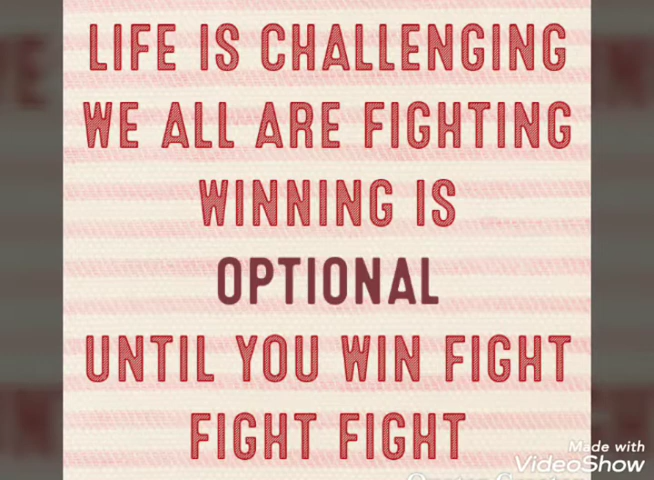 LIFE IS CHALLENGING
WE ALL ARE FIGHTING
WINNING IS
OPTIONAL
UNTIL YOU WIN FIGHT
FIGHT FIGHT
Made with
VideoShow